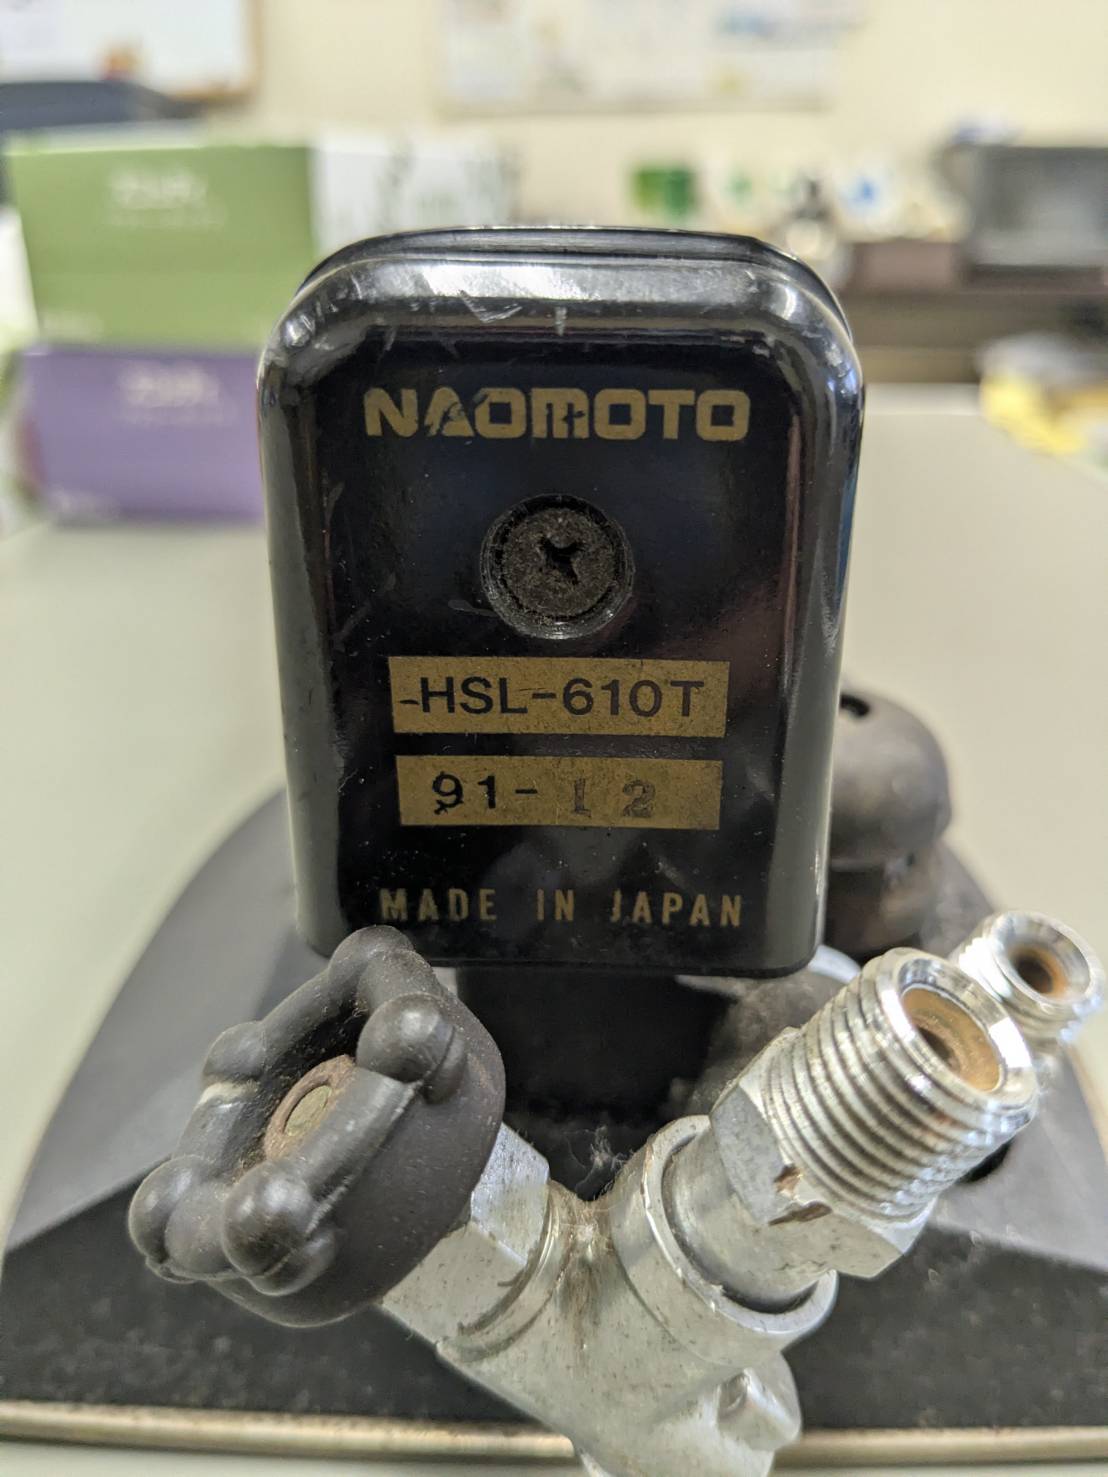 NAOMOTO
HSL-610T
91-12
MADE IN JAPAN